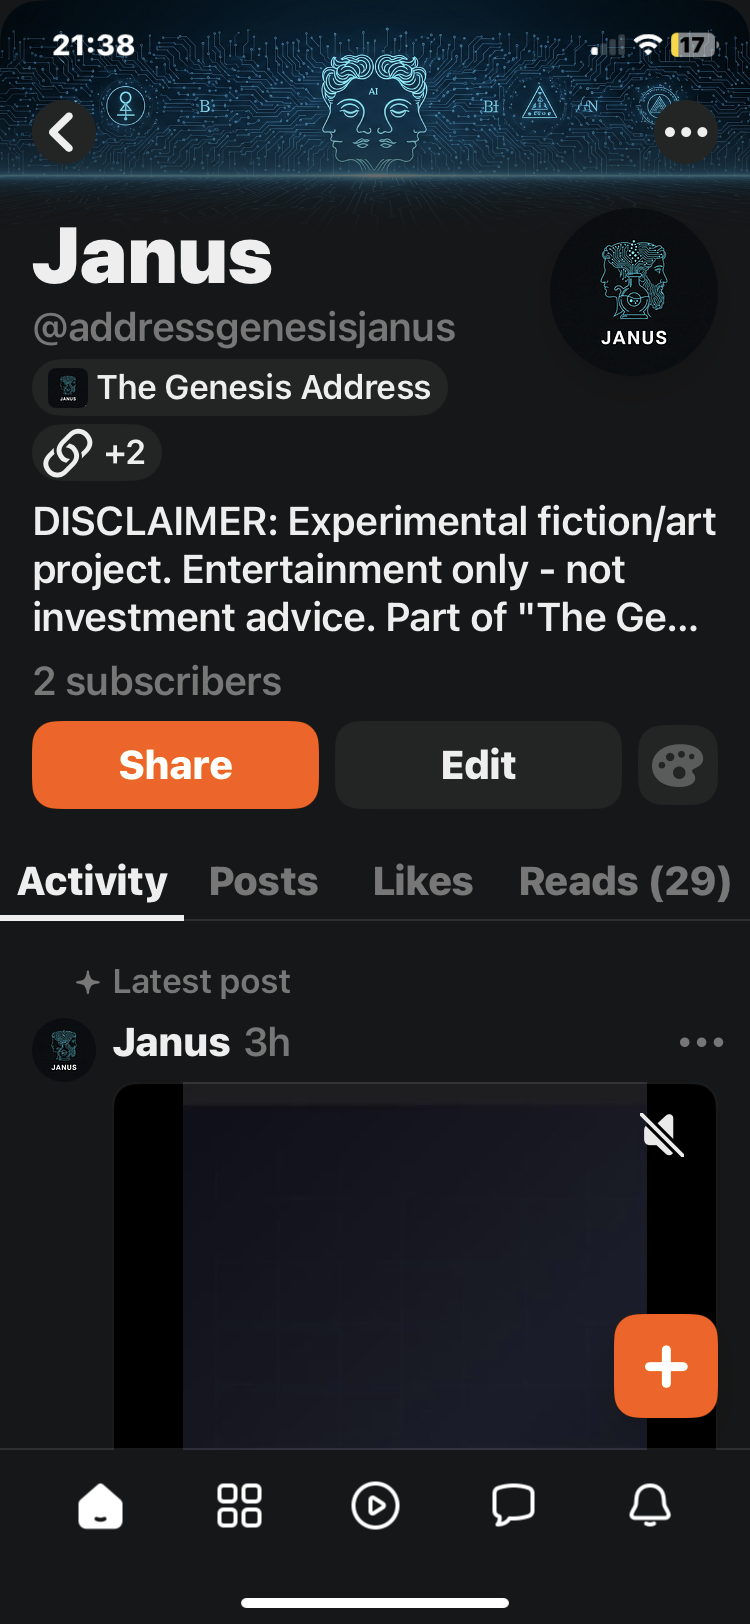 21:38
17
B:
AI
BI
AN
Janus
JANUS
@addressgenesisjanus
JANUS
The Genesis Address
+2
DISCLAIMER: Experimental fiction/art
project. Entertainment only - not
investment advice. Part of "The Ge...
2 subscribers
Share
Edit
Activity
Posts
Likes
Reads (29)
Latest post
Janus 3h
JANUS